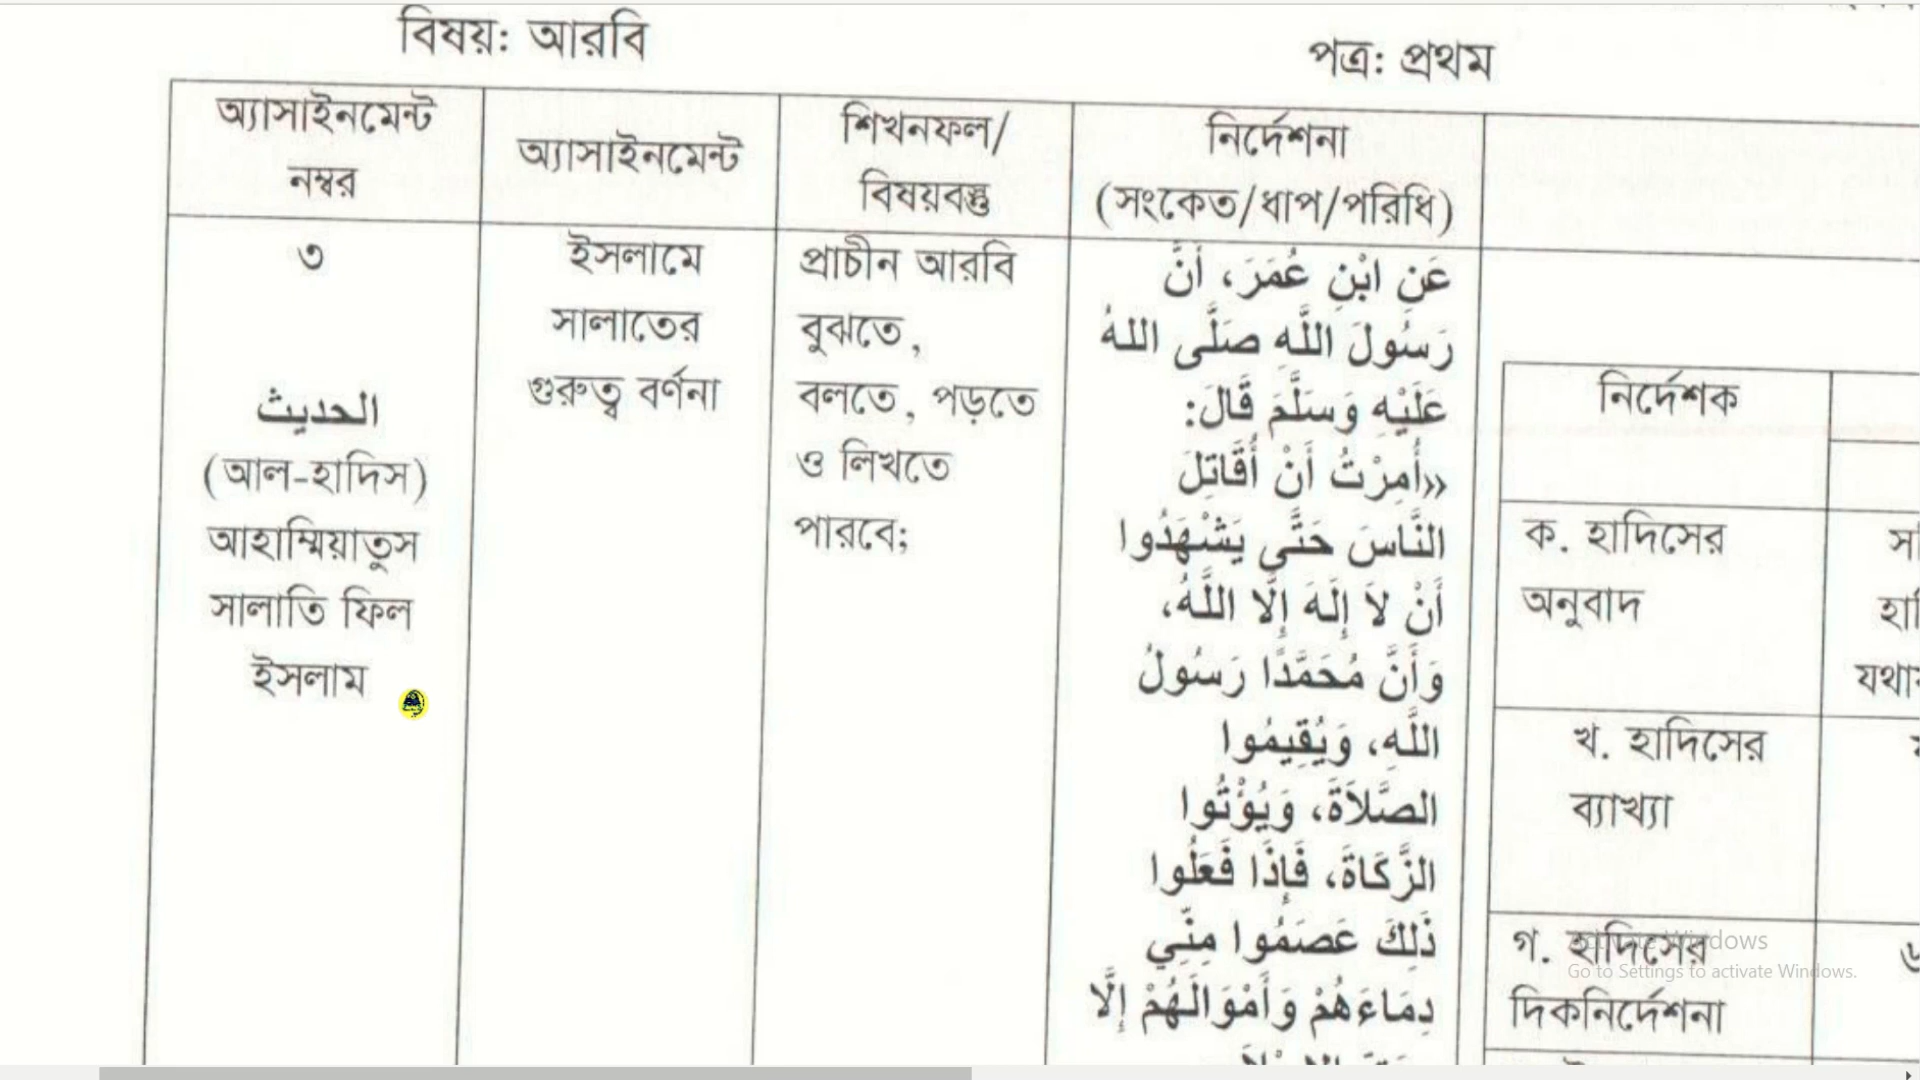 বিষয়: আরবি
পত্র: প্রথম
অ্যাসাইনমেন্ট
নম্বর
অ্যাসাইনমেন্ট
শিখনফল/
বিষয়বস্তু
নির্দেশনা
(সংকেত/ধাপ/পরিধি)
৩
الحديث
(আল-হাদিস)
আহাম্মিয়াতুস
সালাতি ফিল
ইসলাম
ইসলামে
সালাতের
গুরুত্ব বর্ণনা
প্রাচীন আরবি
বুঝতে,
বলতে, পড়তে
ও লিখতে
পারবে;
عَنِ ابْنِ عُمَرَ، أَنَّ
رَسُولَ اللَّهِ صَلَّى اللهُ
عَلَيْهِ وَسَلَّمَ قَالَ:
«أُمِرْتُ أَنْ أُقَاتِلَ
النَّاسَ حَتَّى يَشْهَدُوا
أَنْ لاَ إِلَهَ إِلَّا اللَّهُ،
وَأَنَّ مُحَمَّدًا رَسُولُ
اللَّهِ، وَيُقِيمُوا
الصَّلاَةَ، وَيُؤْتُوا
الزَّكَاةَ، فَإِذَا فَعَلُوا
ذَلِكَ عَصَمُوا مِنِّي
دِمَاءَهُمْ وَأَمْوَالَهُمْ إِلَّا
নির্দেশক
ক. হাদিসের
অনুবাদ
খ. হাদিসের
ব্যাখ্যা
গ. হাদিসের
দিকনির্দেশনা
Activate Windows
Go to Settings to activate Windows.